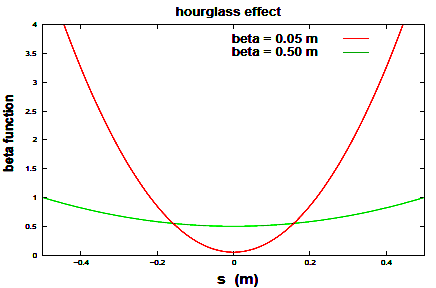 hourglass effect
beta = 0.05 m
beta = 0.50 m
beta function
4
3.5
3
2.5
2
1.5
1
0.5
0
−0.4
−0.2
0
0.2
0.4
s (m)